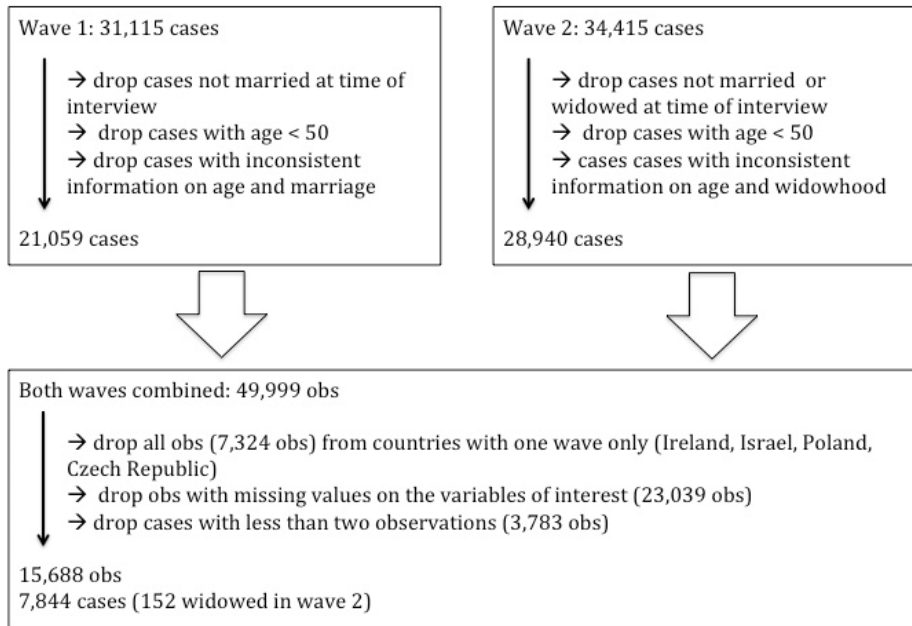 Wave 1: 31,115 cases
→ drop cases not married at time of
interview
→ drop cases with age < 50
→ drop cases with inconsistent
information on age and marriage
21,059 cases
Wave 2: 34,415 cases
→ drop cases not married or
widowed at time of interview
→ drop cases with age < 50
→ cases cases with inconsistent
information on age and widowhood
28,940 cases
Both waves combined: 49,999 obs
→ drop all obs (7,324 obs) from countries with one wave only (Ireland, Israel, Poland,
Czech Republic)
→ drop obs with missing values on the variables of interest (23,039 obs)
→ drop cases with less than two observations (3,783 obs)
15,688 obs
7,844 cases (152 widowed in wave 2)